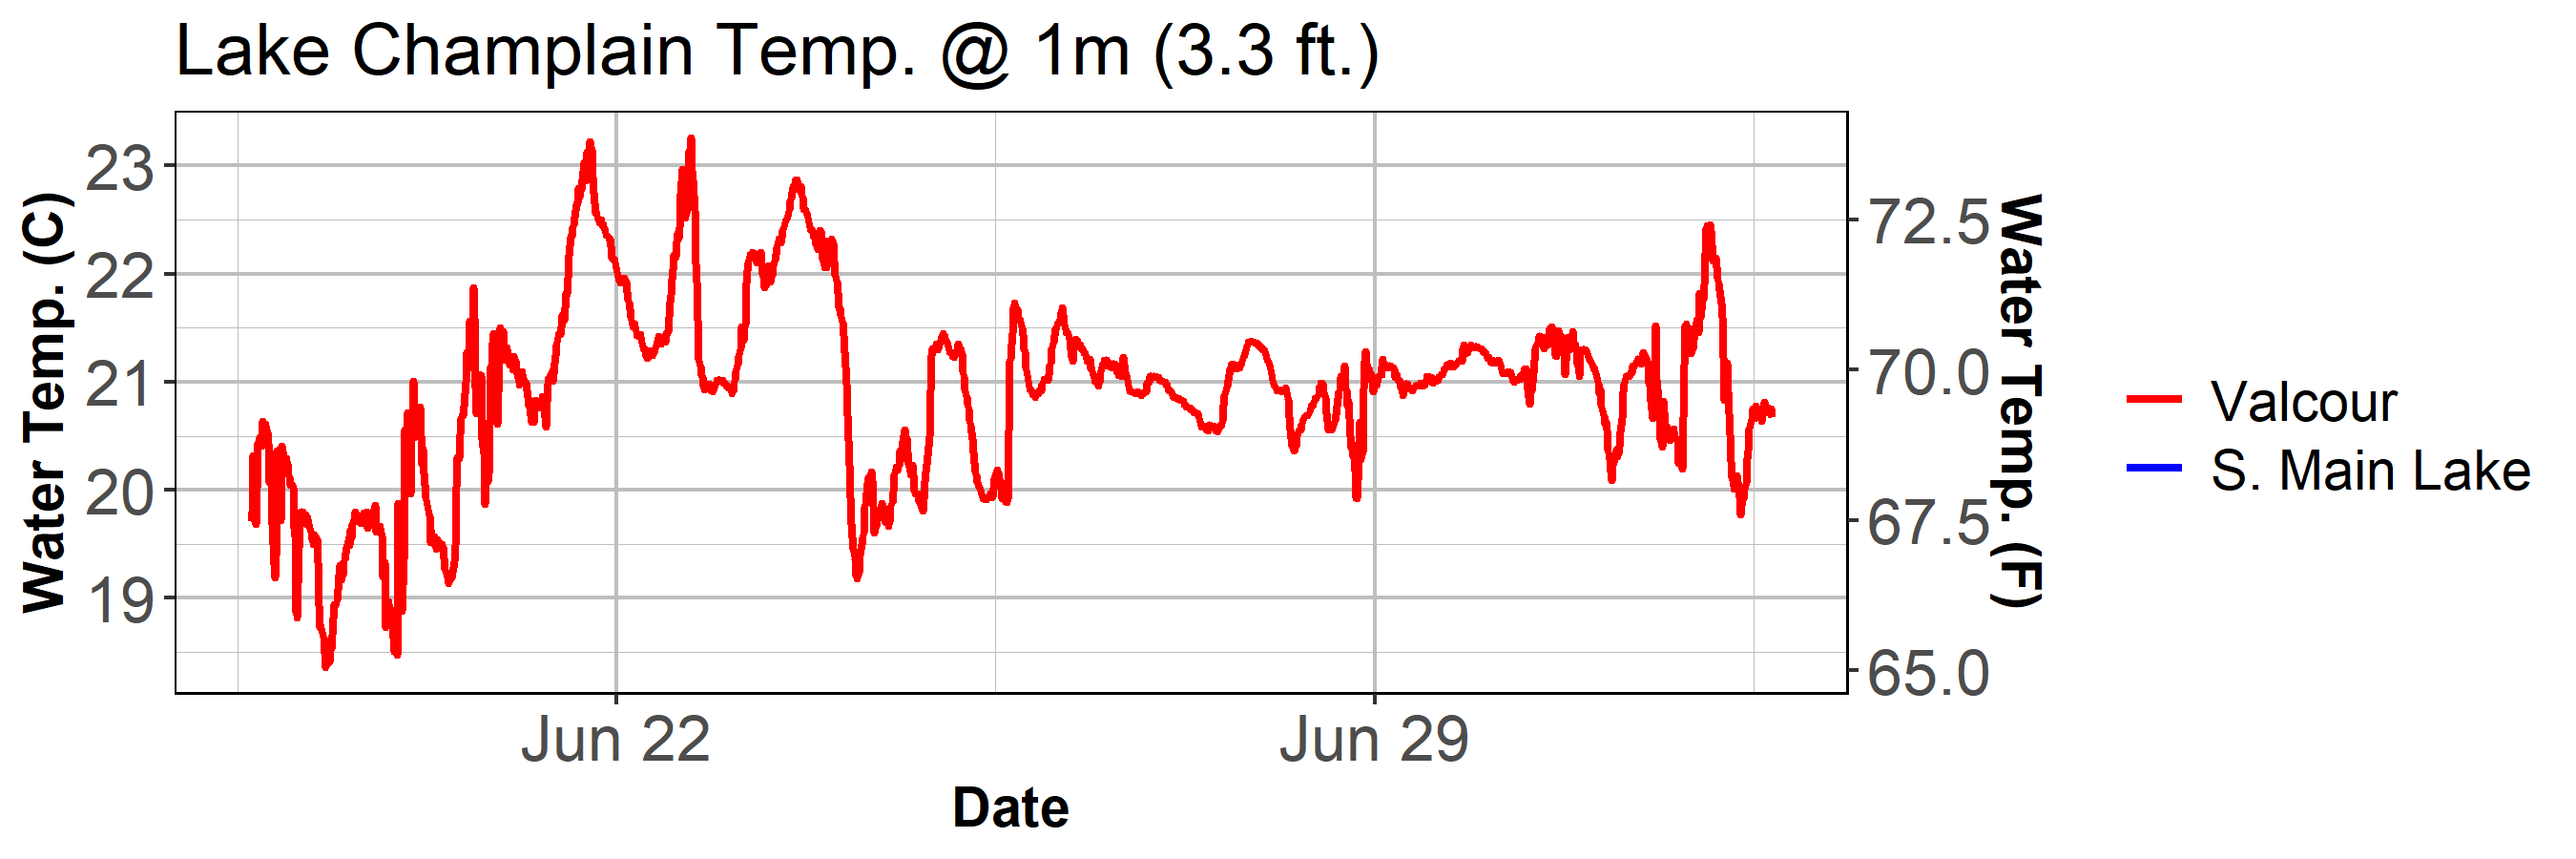 Lake Champlain Temp. @ 1m (3.3 ft.)
Water Temp. (C)
23
22
21
20
19
72.5
70.0
67.5
65.0
Water Temp. (F)
Jun 22
Jun 29
Date
Valcour
S. Main Lake